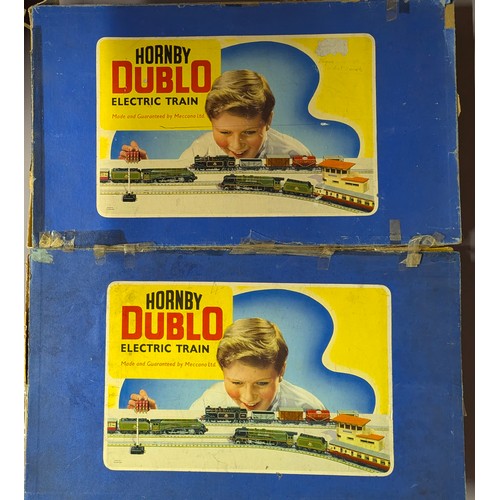 HORNBY
DUBLO
ELECTRIC TRAIN
Made and Guaranteed by Meccano Ltd.
HORNBY
DUBLO
ELECTRIC TRAIN
Made and Guaranteed by Meccano Ltd.